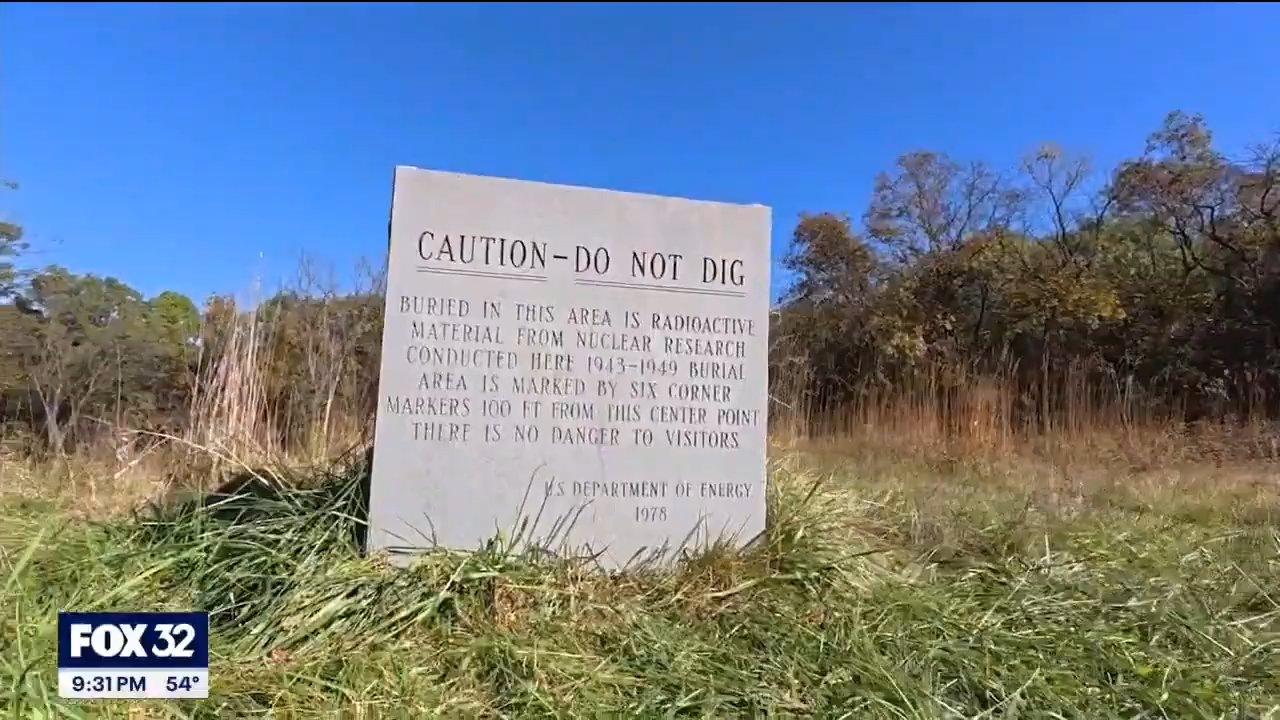 CAUTION-DO NOT DIG
BURIED IN THIS AREA IS RADIOACTIVE
MATERIAL FROM NUCLEAR RESEARCH
CONDUCTED HERE 1943-1949 BURIAL
AREA IS MARKED BY SIX CORNER
MARKERS 100 FT FROM THIS CENTER POINT
THERE IS NO DANGER TO VISITORS
U.S. DEPARTMENT OF ENERGY
1978
FOX 32
9:31 PM 54°